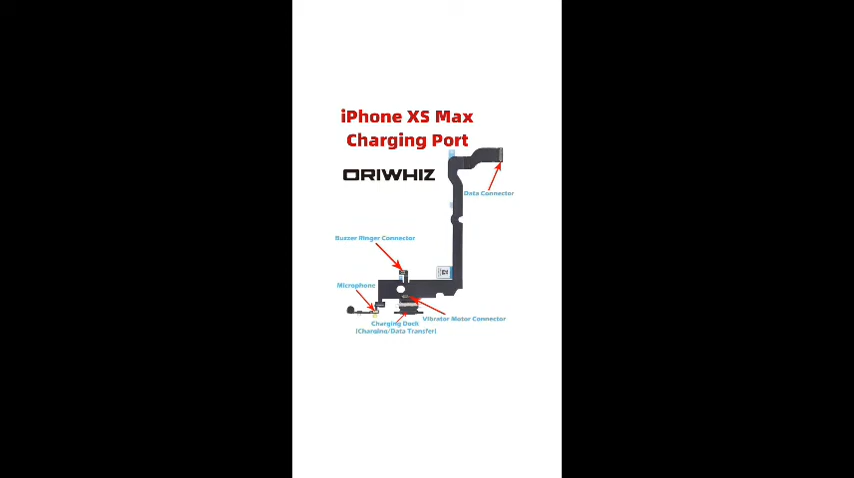 iPhone XS Max
Charging Port
ORIWHIZ
Data Connector
Buzzer Ringer Connector
Microphone
Vibrator Motor Connector
Charging Dock
(Charging/Data Transfer)